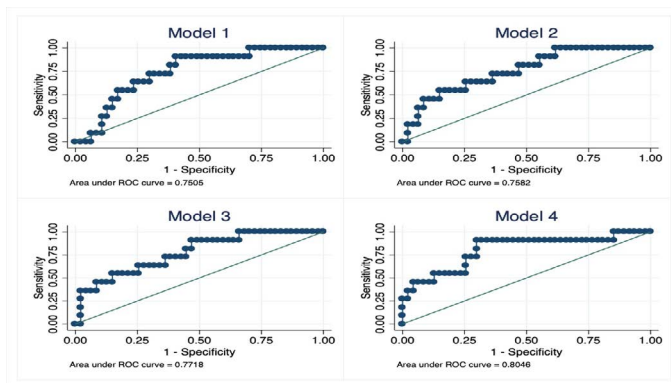 Model 1
Sensitivity
0.00 0.25 0.50 0.75 1.00
0.00 0.25 0.50 0.75 1.00
1 - Specificity
Area under ROC curve = 0.7505
Model 2
Sensitivity
0.00 0.25 0.50 0.75 1.00
0.00 0.25 0.50 0.75 1.00
1 - Specificity
Area under ROC curve = 0.7582
Model 3
Sensitivity
0.00 0.25 0.50 0.75 1.00
0.00 0.25 0.50 0.75 1.00
1 - Specificity
Area under ROC curve = 0.7718
Model 4
Sensitivity
0.00 0.25 0.50 0.75 1.00
0.00 0.25 0.50 0.75 1.00
1 - Specificity
Area under ROC curve = 0.8046